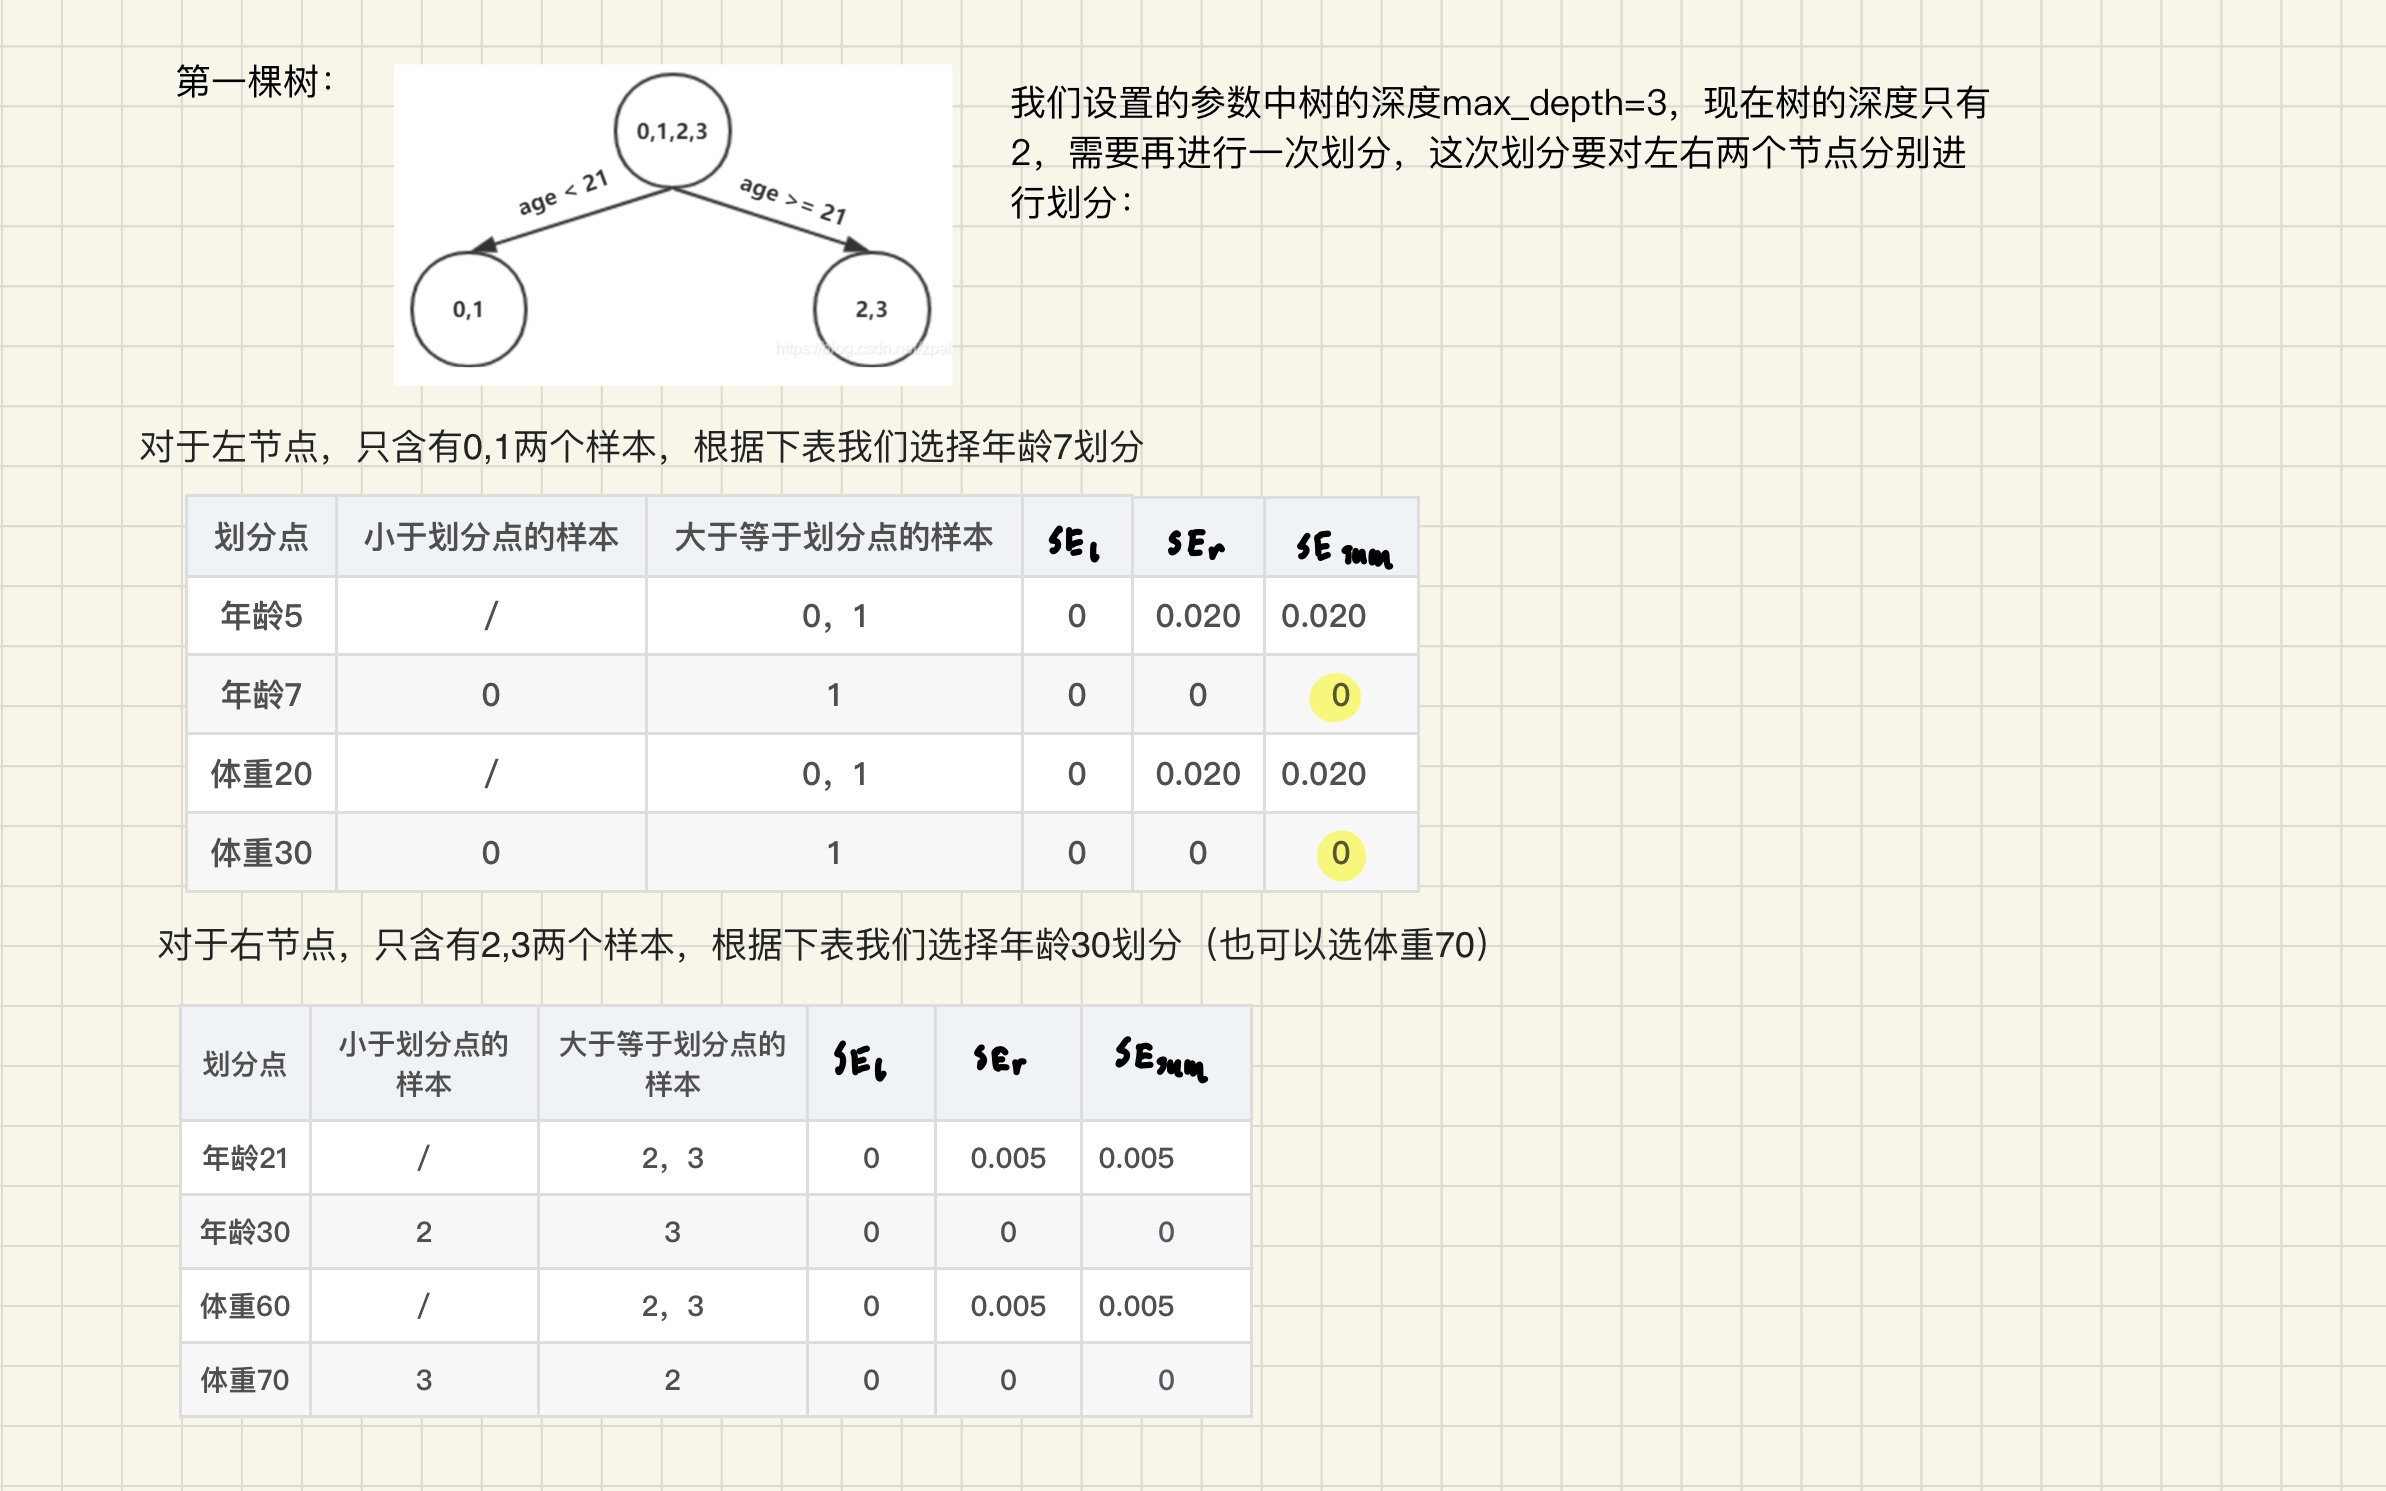 第一棵树：
0,1,2,3
age < 21
age >= 21
0,1
2,3
我们设置的参数中树的深度max_depth=3，现在树的深度只有
2，需要再进行一次划分，这次划分要对左右两个节点分别进
行划分：
对于左节点，只含有0,1两个样本，根据下表我们选择年龄7划分
划分点 小于划分点的样本 大于等于划分点的样本 SEl SEr SEsum
年龄5 / 0，1 0 0.020 0.020
年龄7 0 1 0 0 0
体重20 / 0，1 0 0.020 0.020
体重30 0 1 0 0 0
对于右节点，只含有2,3两个样本，根据下表我们选择年龄30划分（也可以选体重70）
划分点 小于划分点的样本 大于等于划分点的样本 SEl SEr SEsum
年龄21 / 2，3 0 0.005 0.005
年龄30 2 3 0 0 0
体重60 / 2，3 0 0.005 0.005
体重70 3 2 0 0 0